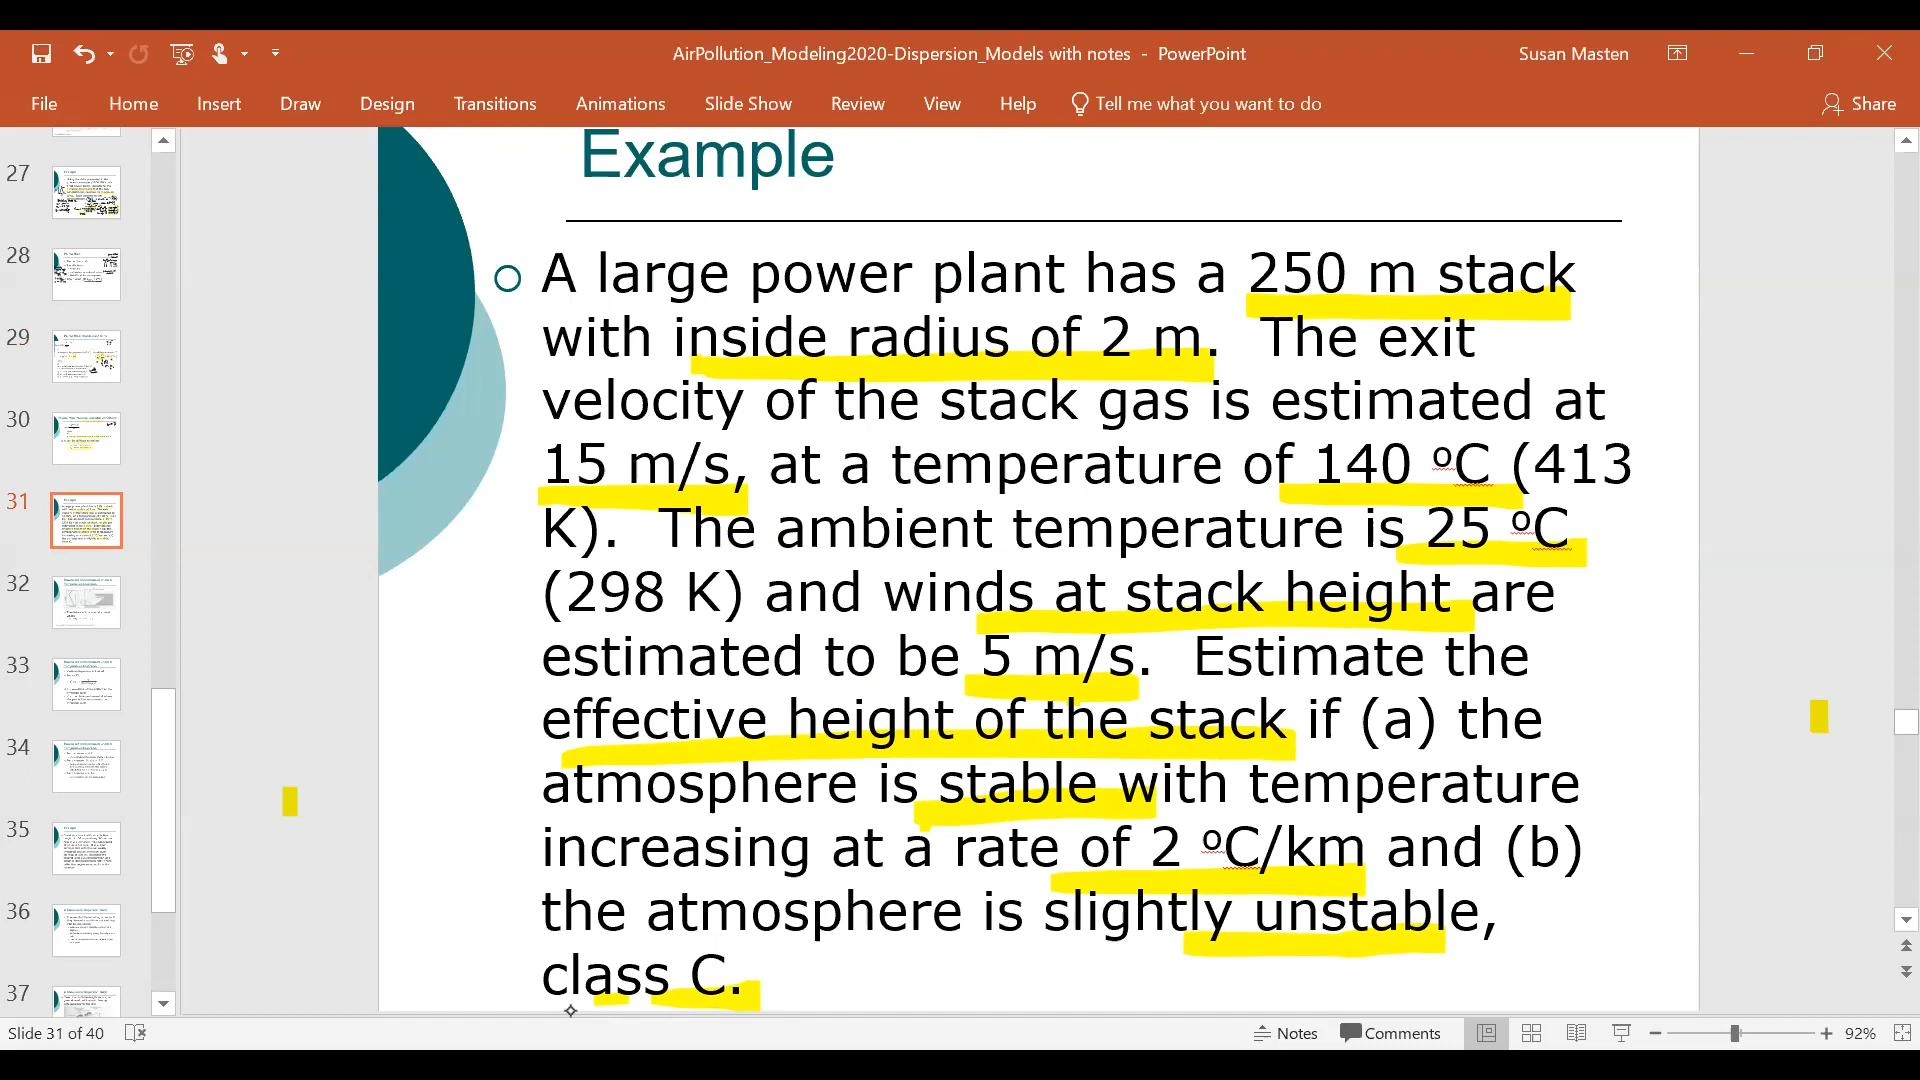 AirPollution_Modeling2020-Dispersion_Models with notes - PowerPoint
Susan Masten
File Home Insert Draw Design Transitions Animations Slide Show Review View Help Tell me what you want to do Share
27
28
29
30
31
32
33
34
35
36
37
Example
A large power plant has a 250 m stack
with inside radius of 2 m. The exit
velocity of the stack gas is estimated at
15 m/s, at a temperature of 140 ºC (413
K). The ambient temperature is 25 ºC
(298 K) and winds at stack height are
estimated to be 5 m/s. Estimate the
effective height of the stack if (a) the
atmosphere is stable with temperature
increasing at a rate of 2 ºC/km and (b)
the atmosphere is slightly unstable,
class C.
Slide 31 of 40
Notes Comments 92%